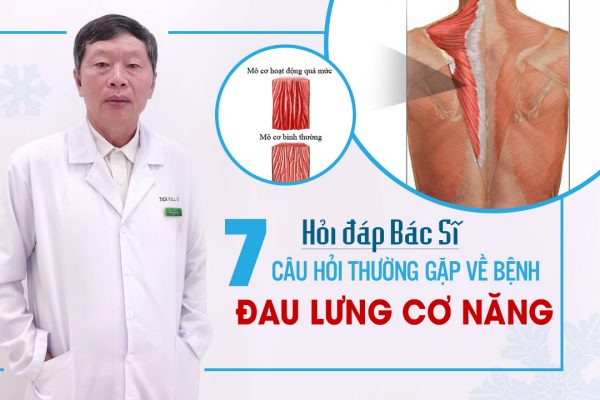 Mô cơ hoạt động quá mức
Mô cơ bình thường
Hỏi đáp Bác Sĩ
7 CÂU HỎI THƯỜNG GẶP VỀ BỆNH
ĐAU LƯNG CƠ NĂNG